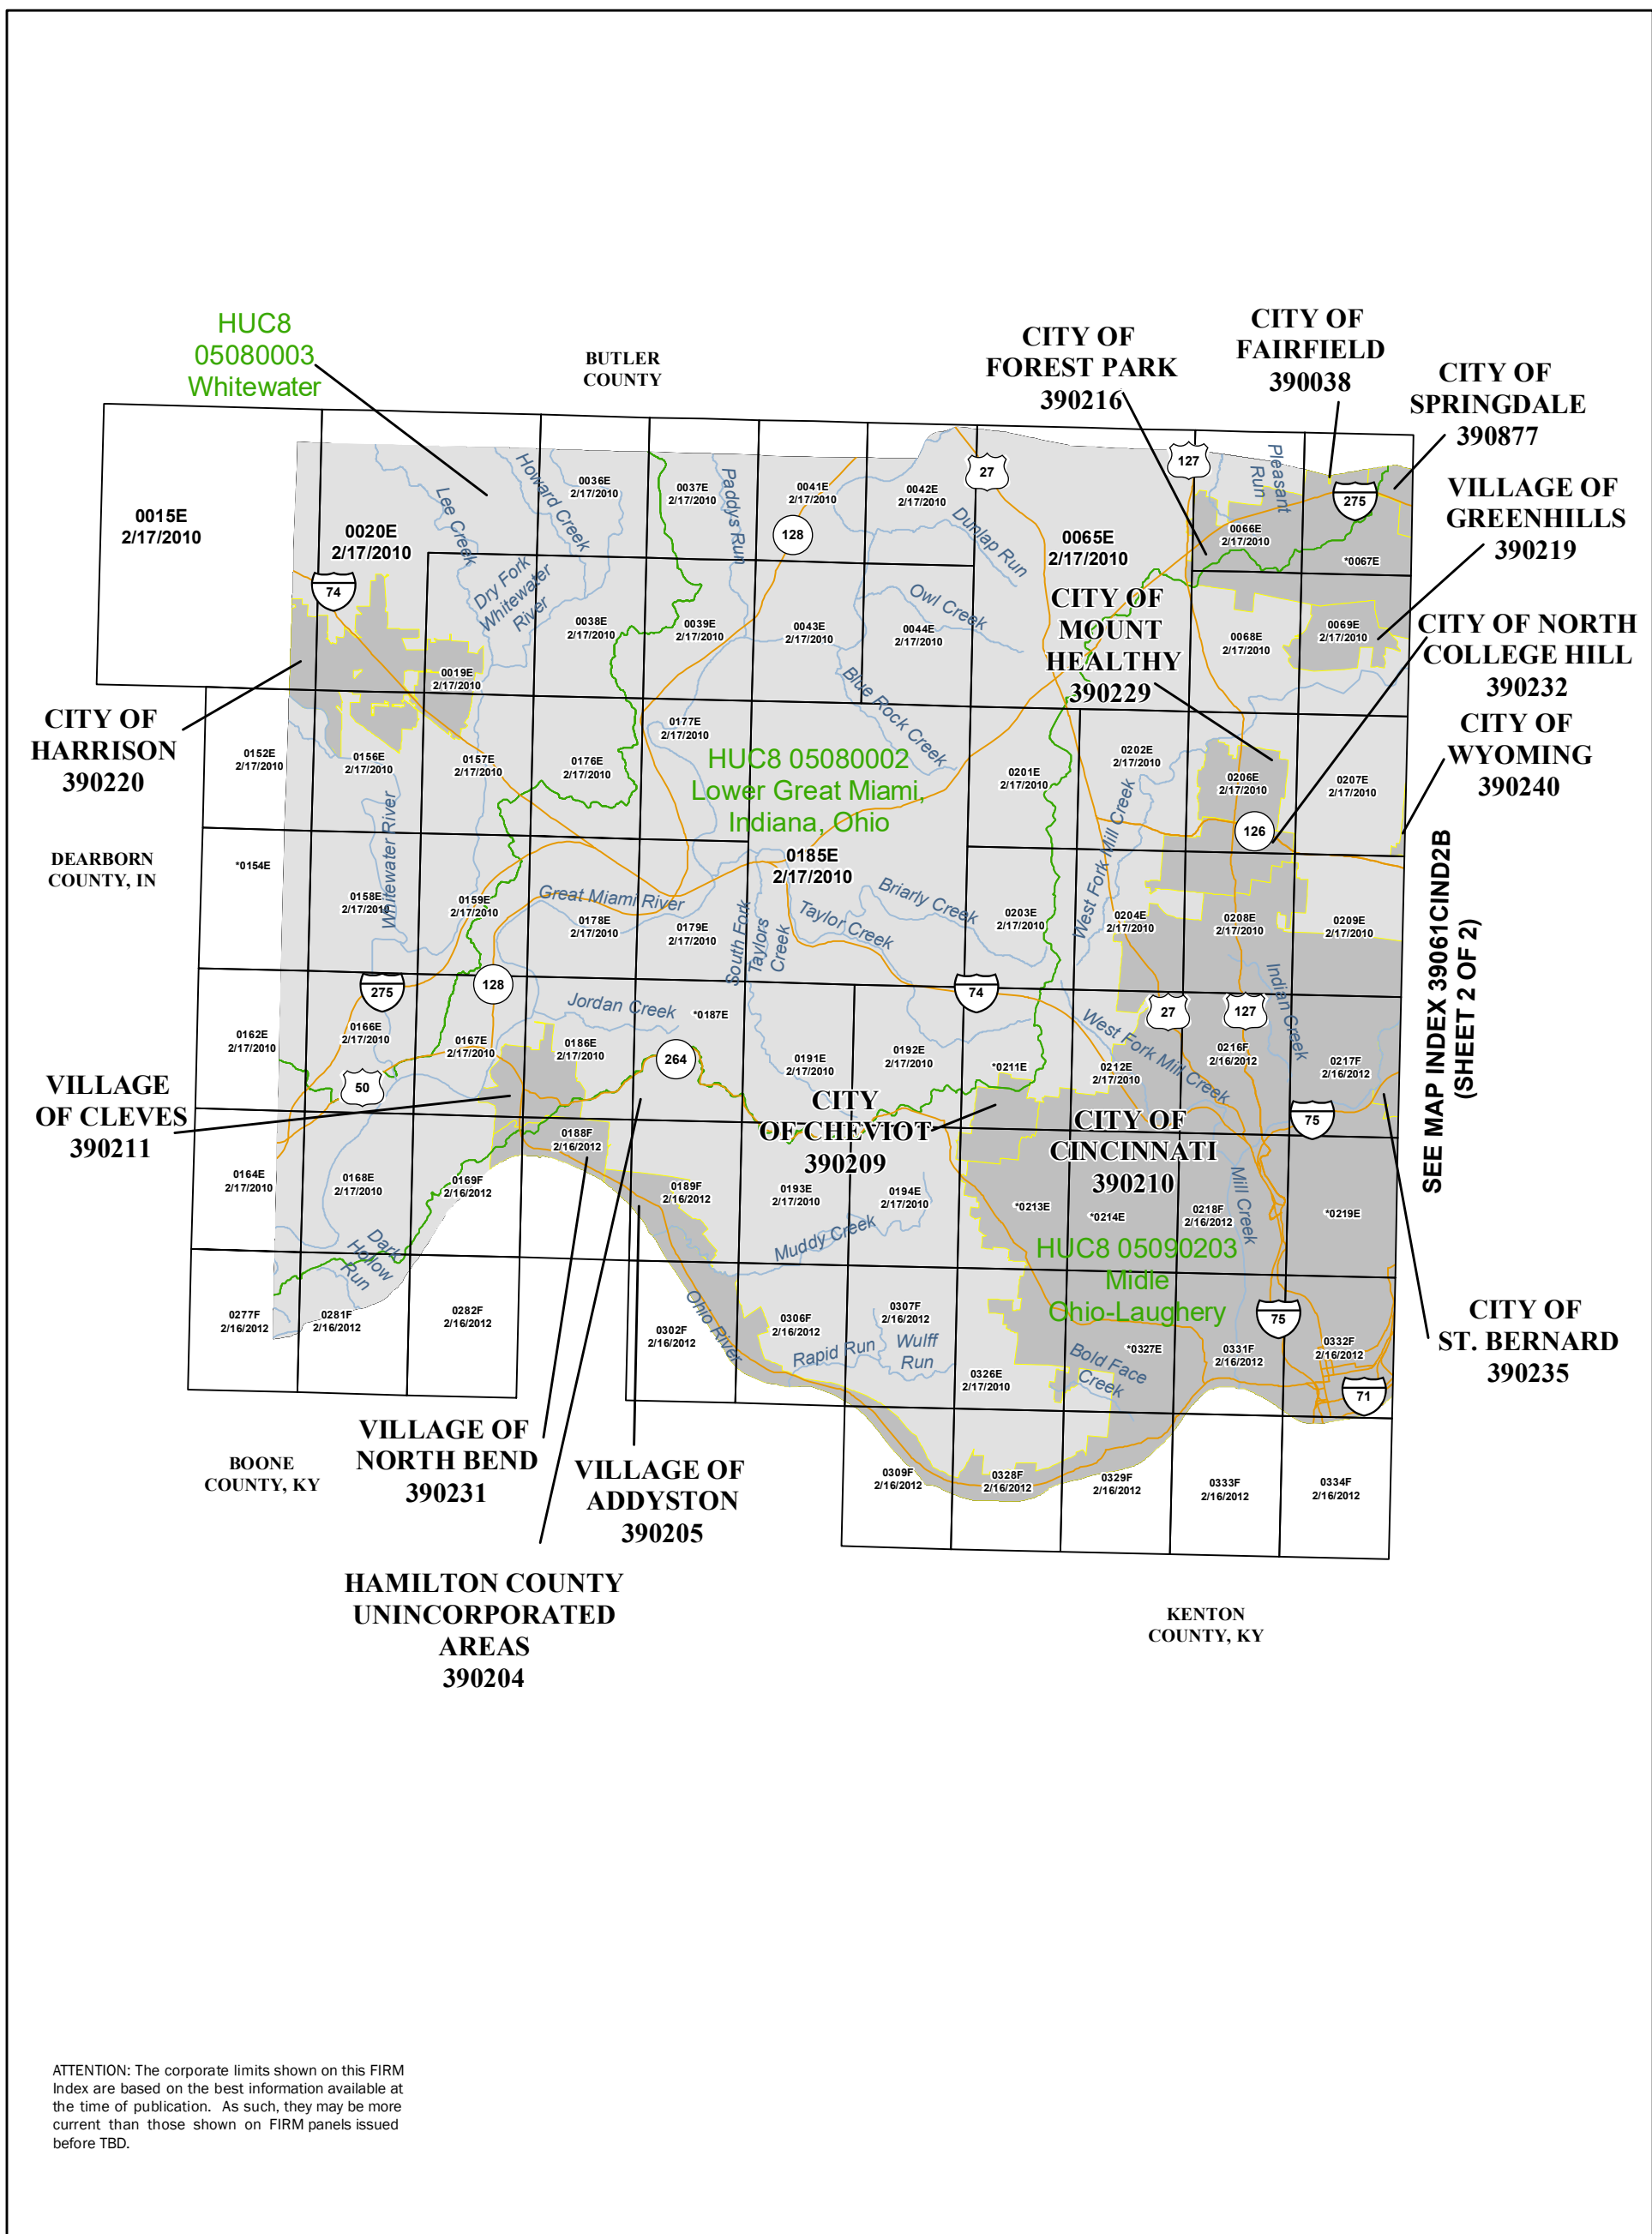 HUC8
05080003
Whitewater
BUTLER
COUNTY
CITY OF
FOREST PARK
390216
CITY OF
FAIRFIELD
390038
CITY OF
SPRINGDALE
390877
VILLAGE OF
GREENHILLS
390219
CITY OF NORTH
COLLEGE HILL
390232
CITY OF
WYOMING
390240
0015E
2/17/2010
0020E
2/17/2010
Lee Creek
Howard Creek
0036E
2/17/2010
0037E
2/17/2010
Paddys Run
0041E
2/17/2010
128
0042E
2/17/2010
27
Dunlap Run
0065E
2/17/2010
127
Pleasant
Run
0066E
2/17/2010
275
*0067E
74
Dry Fork
Whitewater
River
0038E
2/17/2010
0039E
2/17/2010
0043E
2/17/2010
0044E
2/17/2010
Owl Creek
CITY OF
MOUNT
HEALTHY
390229
0068E
2/17/2010
0069E
2/17/2010
0019E
2/17/2010
Blue Rock Creek
CITY OF
HARRISON
390220
0152E
2/17/2010
0156E
2/17/2010
0157E
2/17/2010
0176E
2/17/2010
0177E
2/17/2010
HUC8 05080002
Lower Great Miami,
Indiana, Ohio
0201E
2/17/2010
0202E
2/17/2010
0206E
2/17/2010
0207E
2/17/2010
126
Whitewater River
West Fork Mill Creek
DEARBORN
COUNTY, IN
*0154E
0158E
2/17/2010
0159E
2/17/2010
Great Miami River
0178E
2/17/2010
0179E
2/17/2010
0185E
2/17/2010
South Fork
Taylors
Creek
Taylor Creek
Briarly Creek
0203E
2/17/2010
0204E
2/17/2010
0208E
2/17/2010
0209E
2/17/2010
SEE MAP INDEX 39061CIND2B
(SHEET 2 OF 2)
275
128
Jordan Creek
*0187E
74
27
127
Indian Creek
0162E
2/17/2010
0166E
2/17/2010
0167E
2/17/2010
0186E
2/17/2010
264
0191E
2/17/2010
0192E
2/17/2010
*0211E
0212E
2/17/2010
West Fork Mill Creek
0216F
2/16/2012
0217F
2/16/2012
50
75
VILLAGE
OF CLEVES
390211
CITY
OF CHEVIOT
390209
CITY OF
CINCINNATI
390210
0164E
2/17/2010
0168E
2/17/2010
0169F
2/16/2012
0188F
2/16/2012
0189F
2/16/2012
0193E
2/17/2010
0194E
2/17/2010
*0213E
*0214E
0218F
2/16/2012
Mill Creek
*0219E
Dark
Hollow
Run
Muddy Creek
HUC8 05090203
Midle
Ohio-Laughery
0277F
2/16/2012
0281F
2/16/2012
0282F
2/16/2012
0302F
2/16/2012
Ohio River
0306F
2/16/2012
0307F
2/16/2012
Rapid Run
Wulff
Run
0326E
2/17/2010
Bold Face
Creek
*0327E
0331F
2/16/2012
75
0332F
2/16/2012
71
CITY OF
ST. BERNARD
390235
BOONE
COUNTY, KY
VILLAGE OF
NORTH BEND
390231
VILLAGE OF
ADDYSTON
390205
0309F
2/16/2012
0328F
2/16/2012
0329F
2/16/2012
0333F
2/16/2012
0334F
2/16/2012
HAMILTON COUNTY
UNINCORPORATED
AREAS
390204
KENTON
COUNTY, KY
ATTENTION: The corporate limits shown on this FIRM
Index are based on the best information available at
the time of publication. As such, they may be more
current than those shown on FIRM panels issued
before TBD.